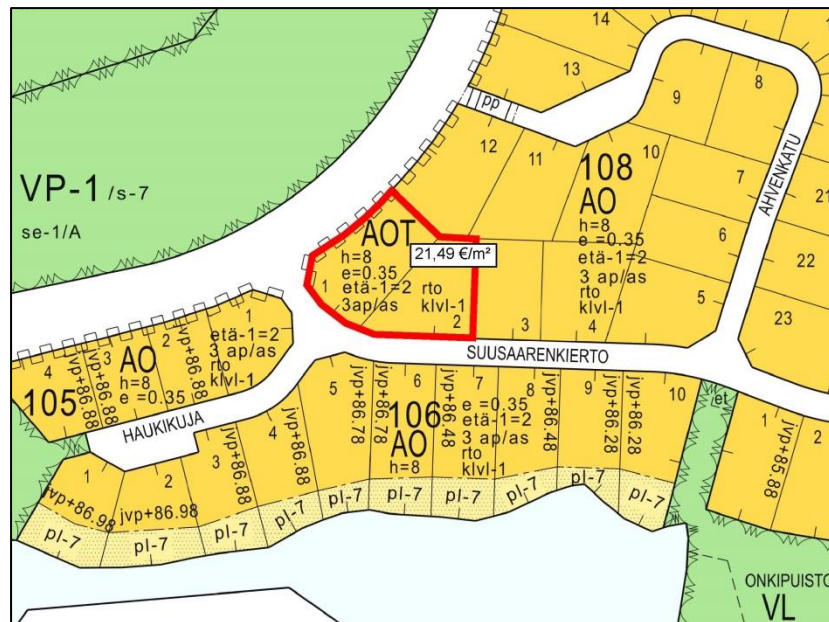 14
13
8
9
pp
12
11
10
108
AO
h=8
e =0.35
etä-1=2
3 ap/as
rto
klvl-1
7
AHVENKATU
6
22
5
23
VP-1 /s-7
se-1/A
AOT
h=8
e=0.35
etä-1=2
3ap/as
rto
klvl-1
21,49 €/m²
1
2
3
4
SUUSAARENKIERTO
1
2
3
4
etä-1=2
3 ap/as
rto
klvl-1
AO
h=8
e =0.35
jvp+86.88
jvp+86.88
jvp+86.88
105
HAUKIKUJA
1
2
3
4
5
6
7
8
9
10
jvp+86.98
jvp+86.98
jvp+86.88
jvp+86.88
jvp+86.78
jvp+86.78
jvp+86.48
jvp+86.48
jvp+86.28
jvp+86.28
106
AO
h=8
e =0.35
etä-1=2
3 ap/as
rto
klvl-1
pl-7
pl-7
pl-7
pl-7
pl-7
pl-7
pl-7
pl-7
pl-7
et
1
2
jvp+85.88
ONKIPUISTO
VL